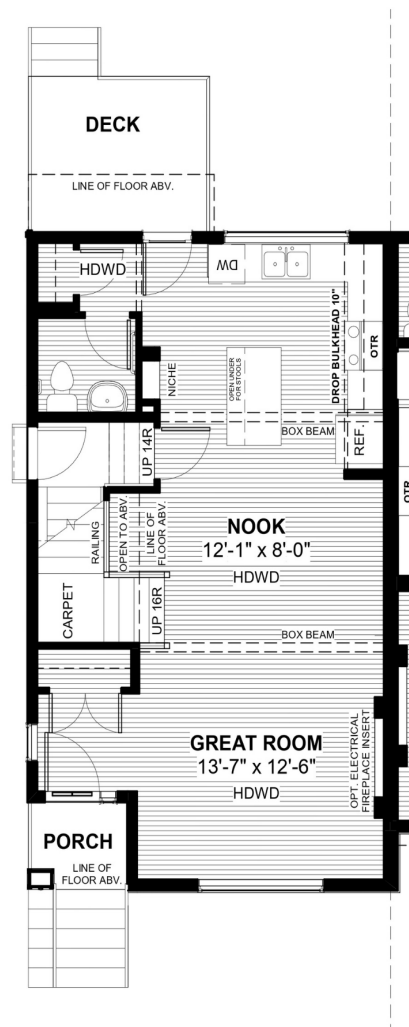 DECK
LINE OF FLOOR ABV.
HDWD
DW
DROP BULKHEAD 10"
OTR
NICHE
OPEN UNDER
FOR STOOLS
BOX BEAM
REF.
UP 14R
OTR
NOOK
12'-1" x 8'-0"
HDWD
RAILING
OPEN TO ABV.
LINE OF
FLOOR ABV.
CARPET
UP 16R
BOX BEAM
GREAT ROOM
13'-7" x 12'-6"
HDWD
OPT. ELECTRICAL
FIREPLACE INSERT
PORCH
LINE OF
FLOOR ABV.